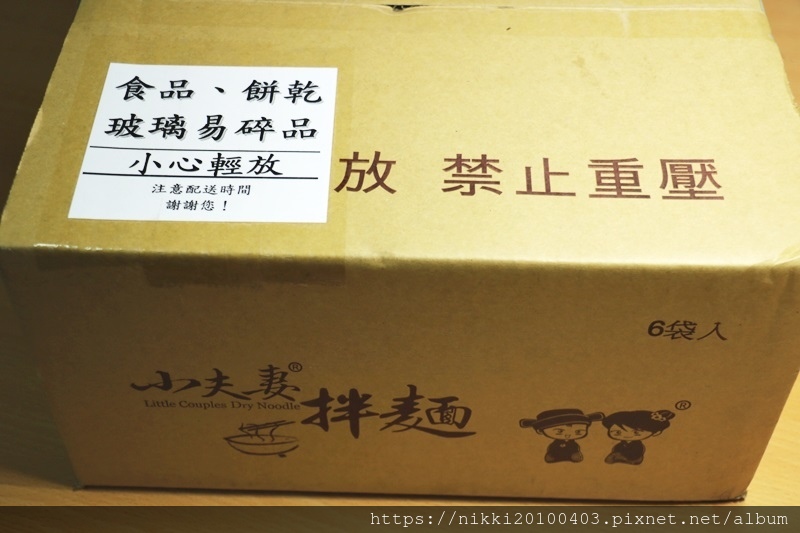 食品、餅乾
玻璃易碎品
小心輕放
注意配送時間
謝謝您！
放 禁止重壓
6袋入
小夫妻®
Little Couples Dry Noodle
拌麵
®
https://nikki20100403.pixnet.net/album